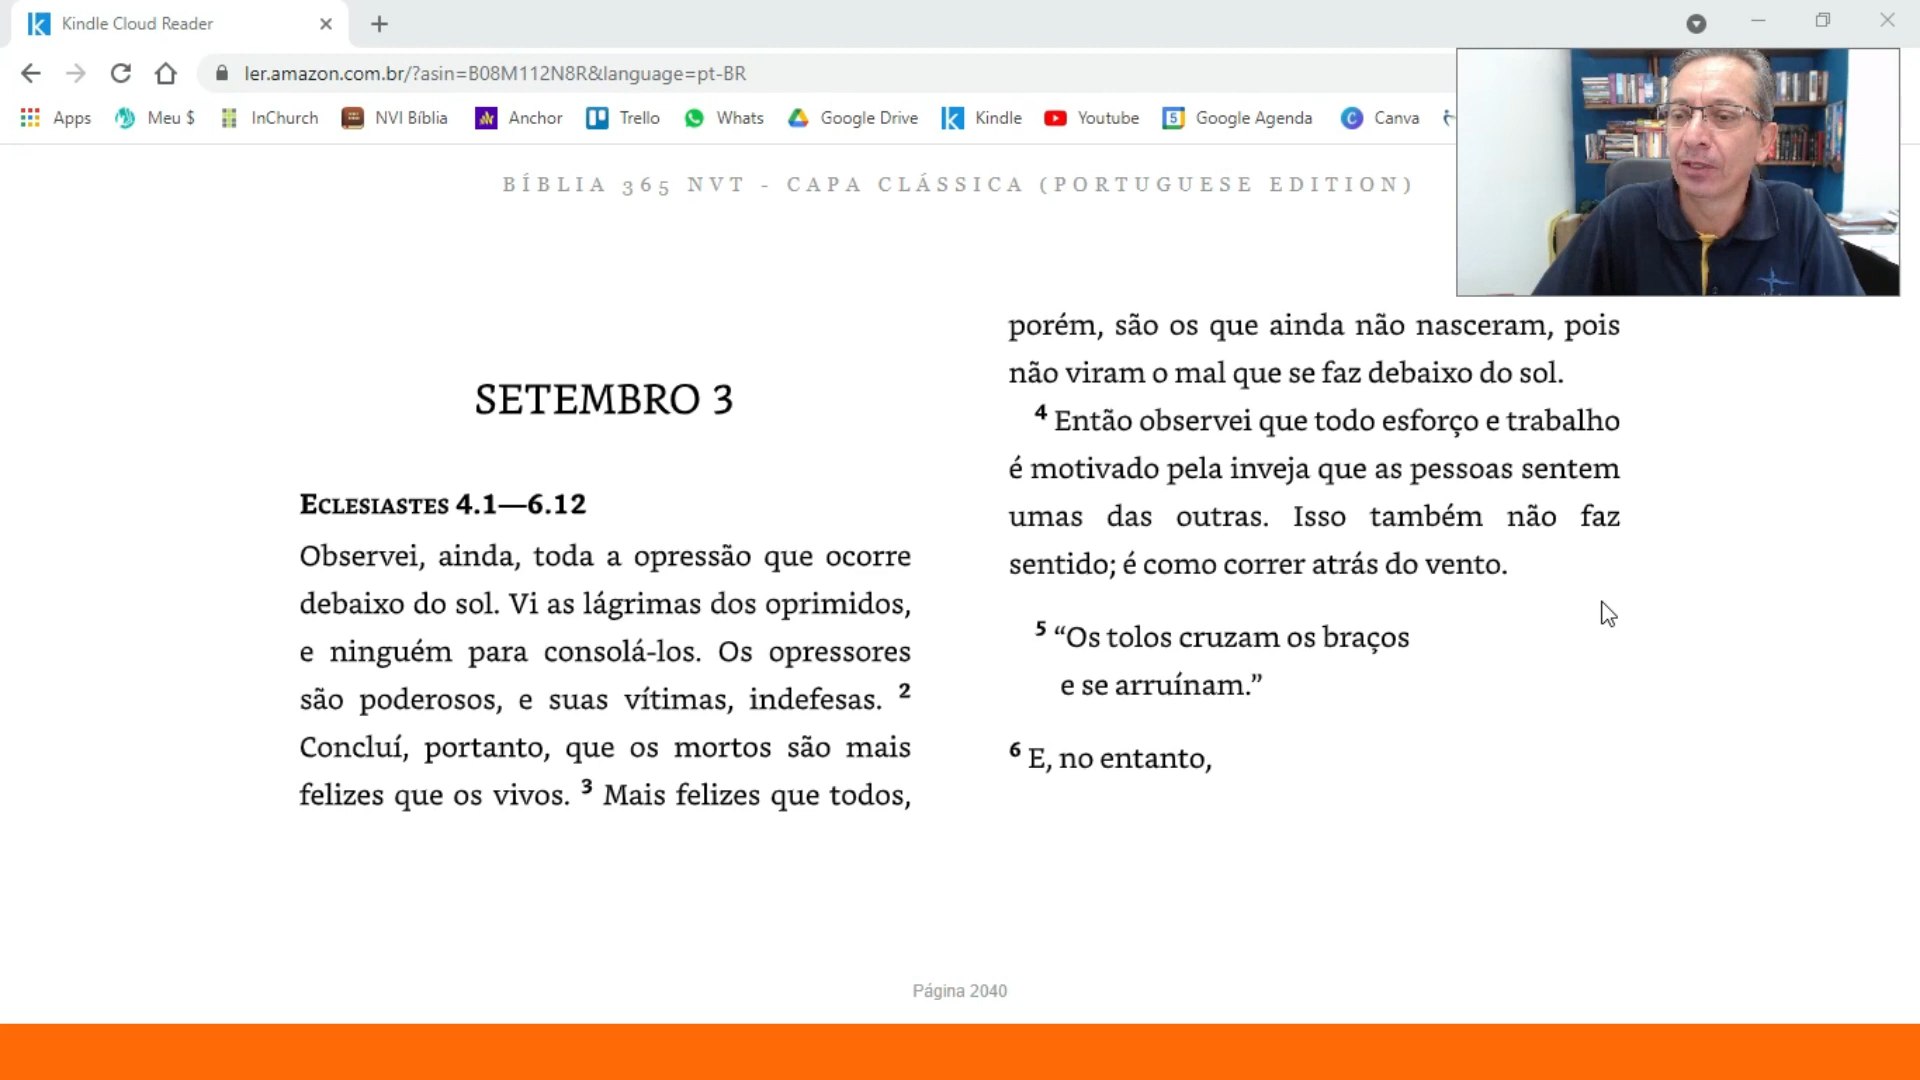 Kindle Cloud Reader
ler.amazon.com.br/?asin=B08M112N8R&language=pt-BR
Apps Meu $ InChurch NVI Bíblia Anchor Trello Whats Google Drive Kindle Youtube 5 Google Agenda Canva
BÍBLIA 365 NVT - CAPA CLÁSSICA (PORTUGUESE EDITION)
SETEMBRO 3
ECLESIASTES 4.1—6.12
Observei, ainda, toda a opressão que ocorre
debaixo do sol. Vi as lágrimas dos oprimidos,
e ninguém para consolá-los. Os opressores
são poderosos, e suas vítimas, indefesas. 2
Concluí, portanto, que os mortos são mais
felizes que os vivos. 3 Mais felizes que todos,
porém, são os que ainda não nasceram, pois
não viram o mal que se faz debaixo do sol.
4 Então observei que todo esforço e trabalho
é motivado pela inveja que as pessoas sentem
umas das outras. Isso também não faz
sentido; é como correr atrás do vento.
5 “Os tolos cruzam os braços
e se arruínam.”
6 E, no entanto,
Página 2040